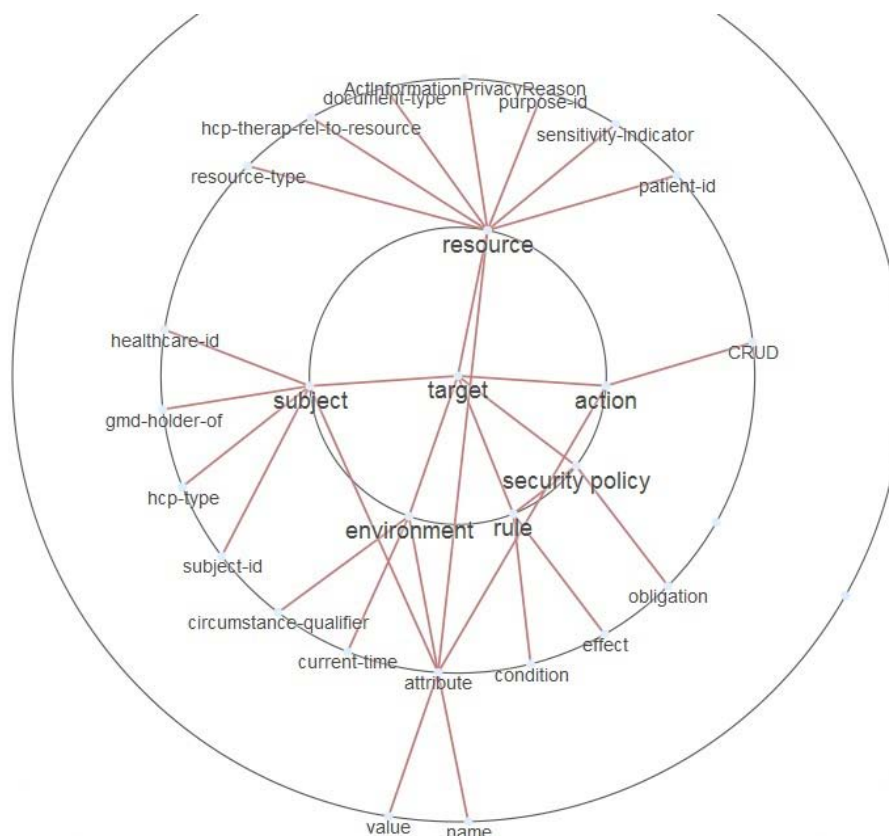 ActInformationPrivacyReason
document-type
purpose-id
hcp-therap-rel-to-resource
sensitivity-indicator
resource-type
patient-id
resource
healthcare-id
CRUD
subject
target
action
gmd-holder-of
security policy
hcp-type
environment
rule
subject-id
obligation
circumstance-qualifier
effect
current-time
condition
attribute
value
name